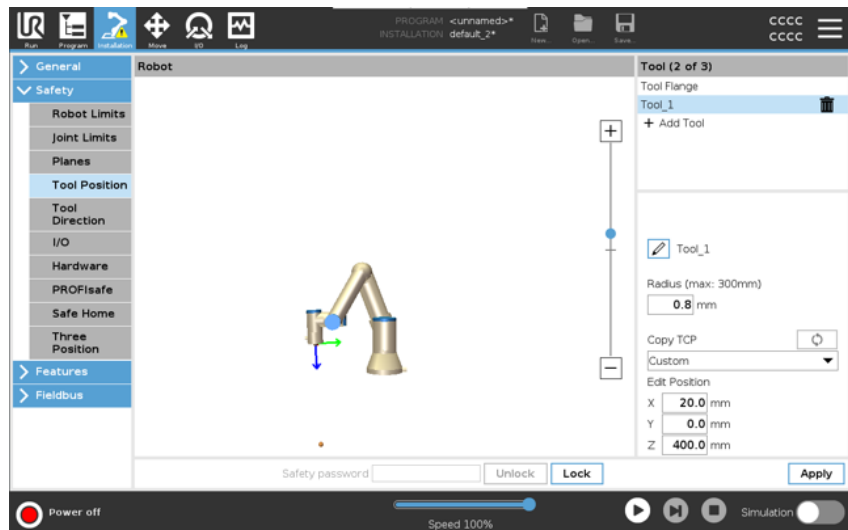 UR
PROGRAM <unnamed>*
INSTALLATION default_2*
CCCC
CCCC
Run Program Installation Move I/O Log New... Open... Save...
General
Safety
Robot Limits
Joint Limits
Planes
Tool Position
Tool
Direction
I/O
Hardware
PROFIsafe
Safe Home
Three
Position
Features
Fieldbus
Robot
Tool (2 of 3)
Tool Flange
Tool_1
+ Add Tool
Tool_1
Radius (max: 300mm)
0.8 mm
Copy TCP
Custom
Edit Position
X 20.0 mm
Y 0.0 mm
Z 400.0 mm
Safety password Unlock Lock Apply
Power off
Speed 100%
Simulation